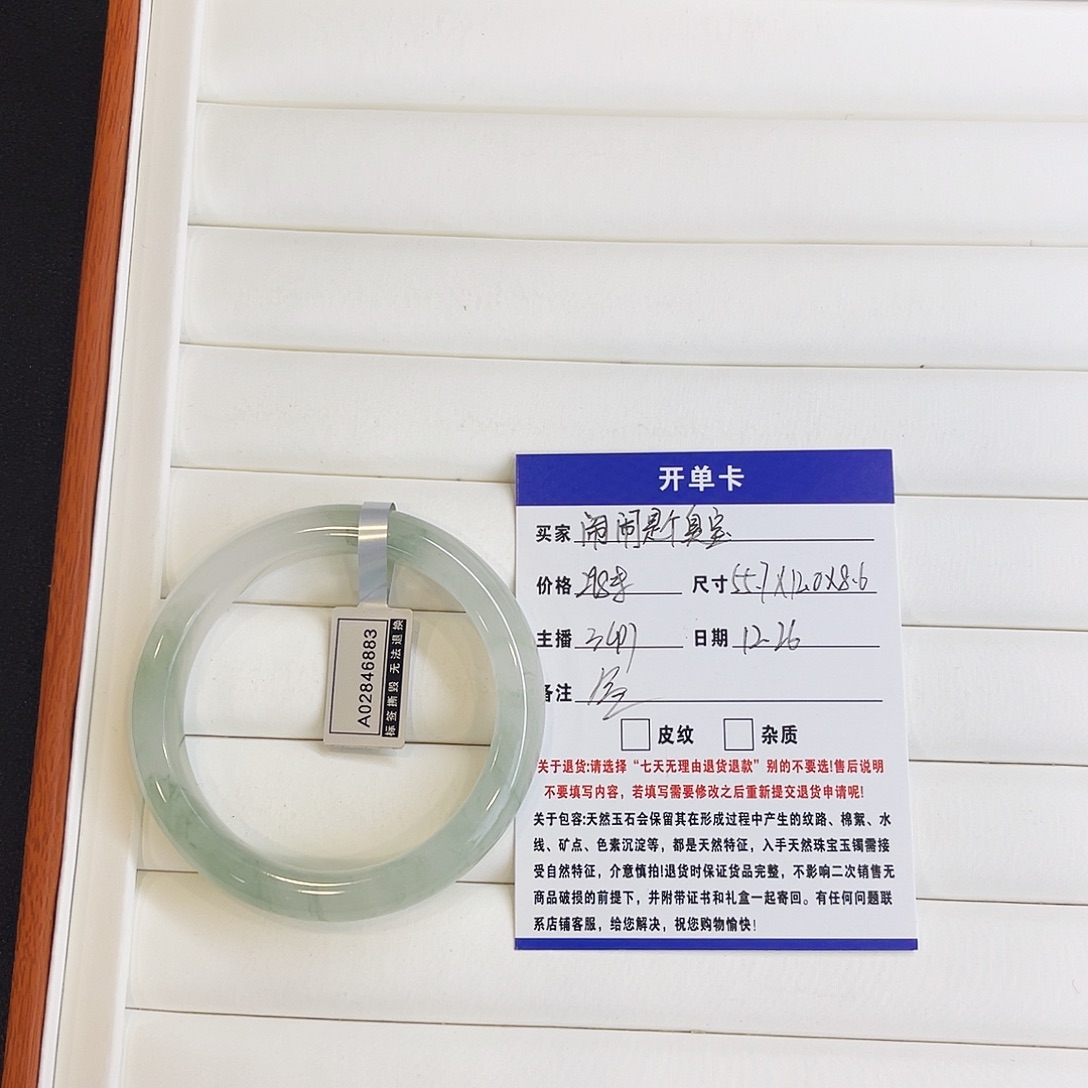 A02846883
标签撕毁 无法退换
开单卡
买家 闹闹是个臭宝
价格 尺寸 55.7X12.0X8.6
主播 日期 12-26
备注
皮纹 杂质
关于退货:请选择“七天无理由退货退款”别的不要选!售后说明
不要填写内容，若填写需要修改之后重新提交退货申请呢!
关于包容:天然玉石会保留其在形成过程中产生的纹路、棉絮、水
线、矿点、色素沉淀等，都是天然特征，入手天然珠宝玉镯需接
受自然特征，介意慎拍!退货时保证货品完整，不影响二次销售无
商品破损的前提下，并附带证书和礼盒一起寄回。有任何问题联
系店铺客服，给您解决，祝您购物愉快!